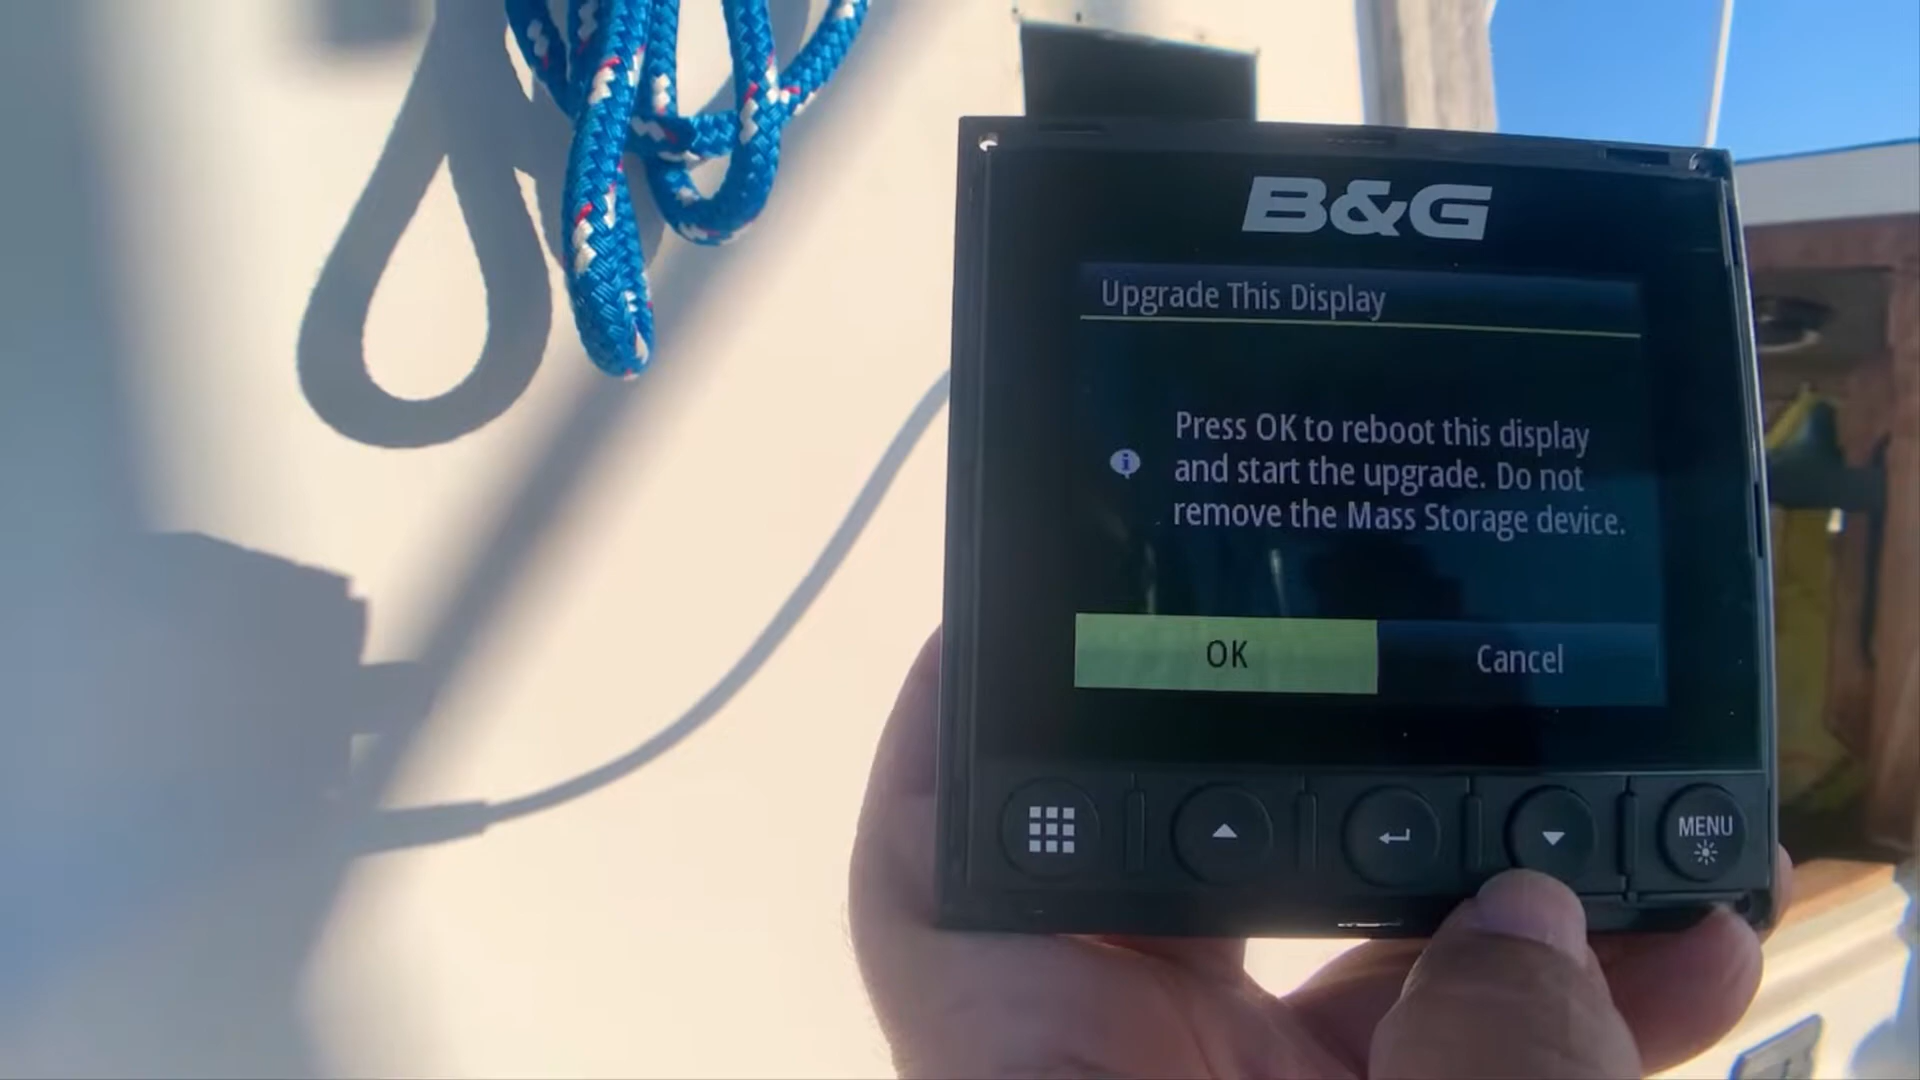 B&G
Upgrade This Display
Press OK to reboot this display
and start the upgrade. Do not
remove the Mass Storage device.
OK
Cancel
MENU